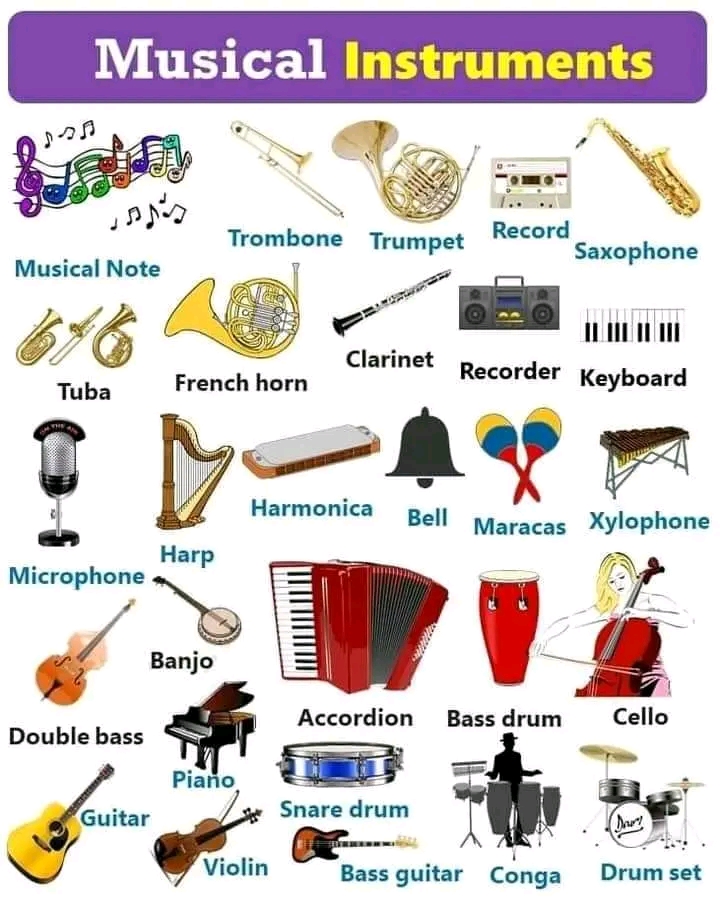 Musical Instruments
Trombone
Trumpet
Record
Saxophone
Musical Note
Tuba
French horn
Clarinet
Recorder
Keyboard
ON THE AIR
Microphone
Harp
Harmonica
Bell
Maracas
Xylophone
Banjo
Double bass
Accordion
Bass drum
Cello
Piano
Guitar
Snare drum
Violin
Bass guitar
Conga
Drum set